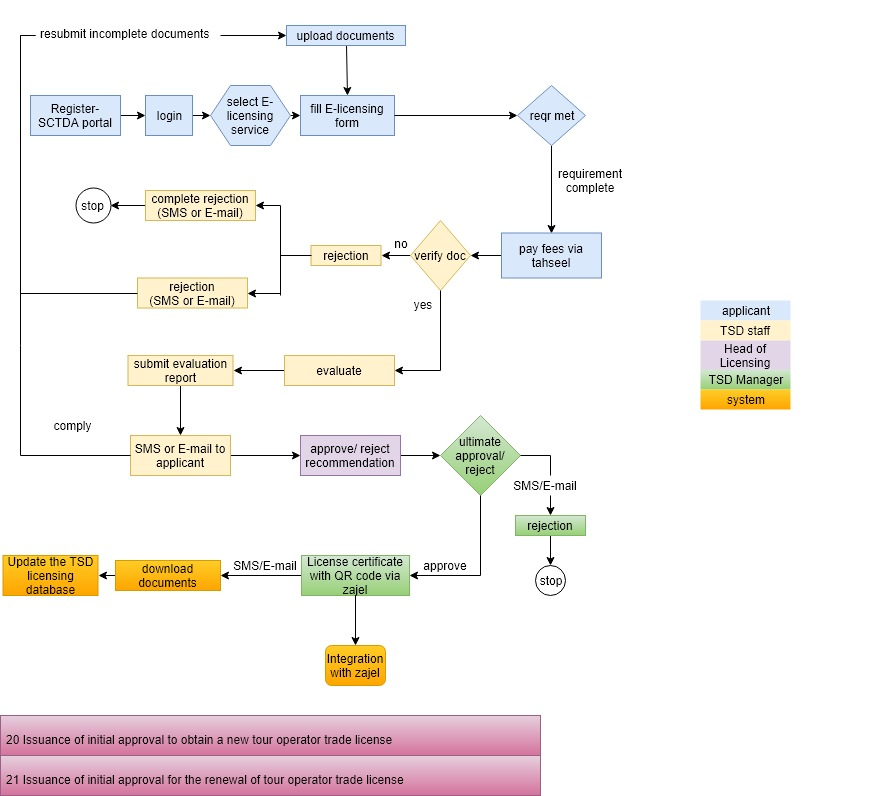 resubmit incomplete documents
upload documents
Register-
SCTDA portal
login
select E-
licensing
service
fill E-licensing
form
reqr met
requirement
complete
stop
complete rejection
(SMS or E-mail)
no
rejection
verify doc
pay fees via
tahseel
rejection
(SMS or E-mail)
yes
applicant
TSD staff
Head of
Licensing
TSD Manager
system
submit evaluation
report
evaluate
comply
SMS or E-mail to
applicant
approve/ reject
recommendation
ultimate
approval/
reject
SMS/E-mail
rejection
stop
Update the TSD
licensing
database
download
documents
SMS/E-mail
License certificate
with QR code via
zajel
approve
Integration
with zajel
20 Issuance of initial approval to obtain a new tour operator trade license
21 Issuance of initial approval for the renewal of tour operator trade license